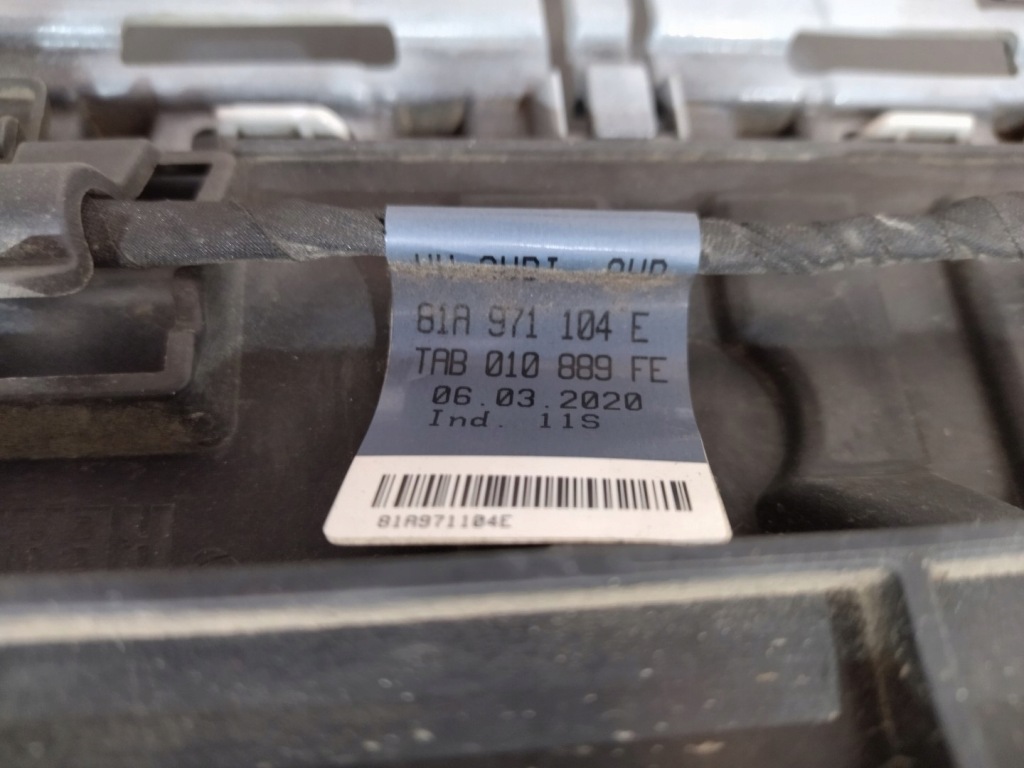 81A 971 104 E
TAB 010 889 FE
06.03.2020
Ind. 11S
81A971104E